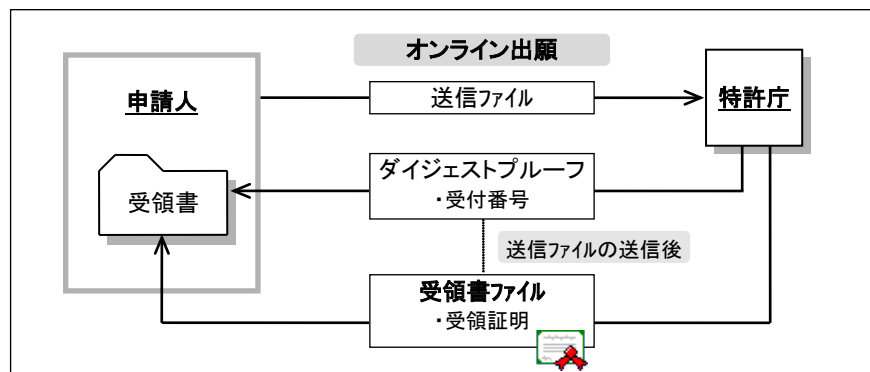 オンライン出願
申請人
送信ファイル
特許庁
ダイジェストプルーフ
・受付番号
受領書
送信ファイルの送信後
受領書ファイル
・受領証明